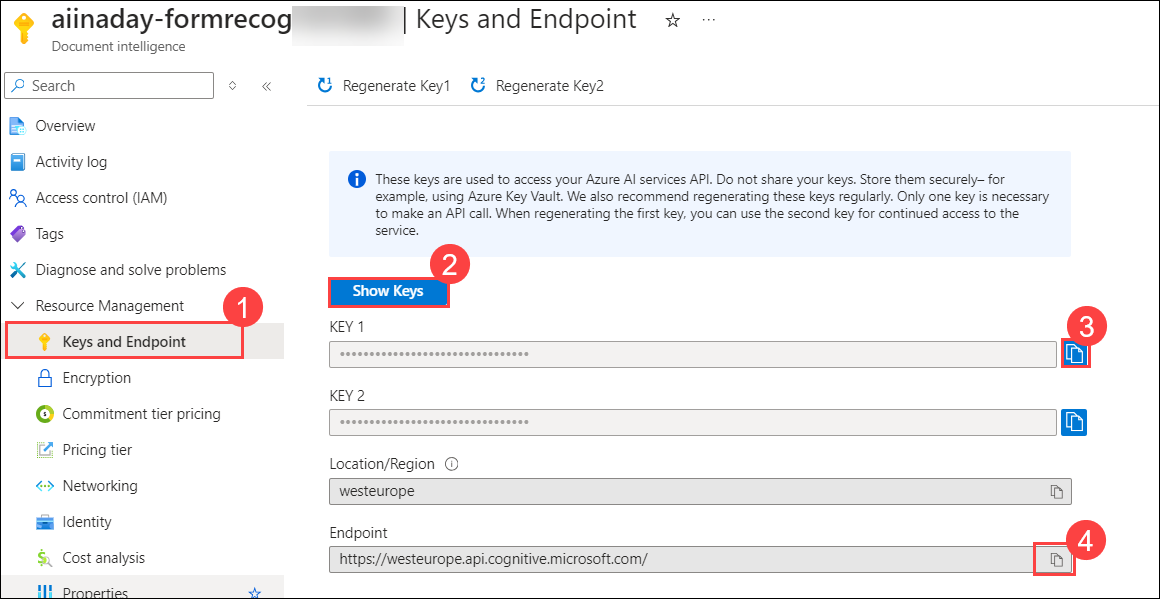 aiinaday-formrecog | Keys and Endpoint
Document intelligence
Search
Regenerate Key1
Regenerate Key2
Overview
Activity log
Access control (IAM)
Tags
Diagnose and solve problems
Resource Management
1
Keys and Endpoint
Encryption
Commitment tier pricing
Pricing tier
Networking
Identity
Cost analysis
Properties
These keys are used to access your Azure AI services API. Do not share your keys. Store them securely– for
example, using Azure Key Vault. We also recommend regenerating these keys regularly. Only one key is necessary
to make an API call. When regenerating the first key, you can use the second key for continued access to the
service.
2
Show Keys
KEY 1
3
••••••••••••••••••••••••••••••••
KEY 2
••••••••••••••••••••••••••••••••
Location/Region
westeurope
Endpoint
4
https://westeurope.api.cognitive.microsoft.com/